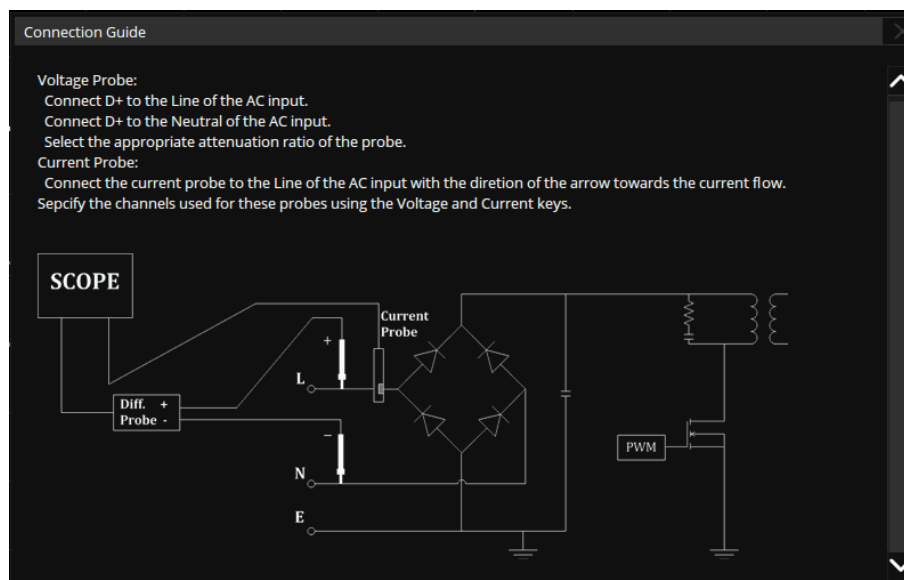 Connection Guide
Voltage Probe:
Connect D+ to the Line of the AC input.
Connect D+ to the Neutral of the AC input.
Select the appropriate attenuation ratio of the probe.
Current Probe:
Connect the current probe to the Line of the AC input with the diretion of the arrow towards the current flow.
Sepcify the channels used for these probes using the Voltage and Current keys.
SCOPE
Current
Probe
+
L
Diff. +
Probe -
−
N
PWM
E